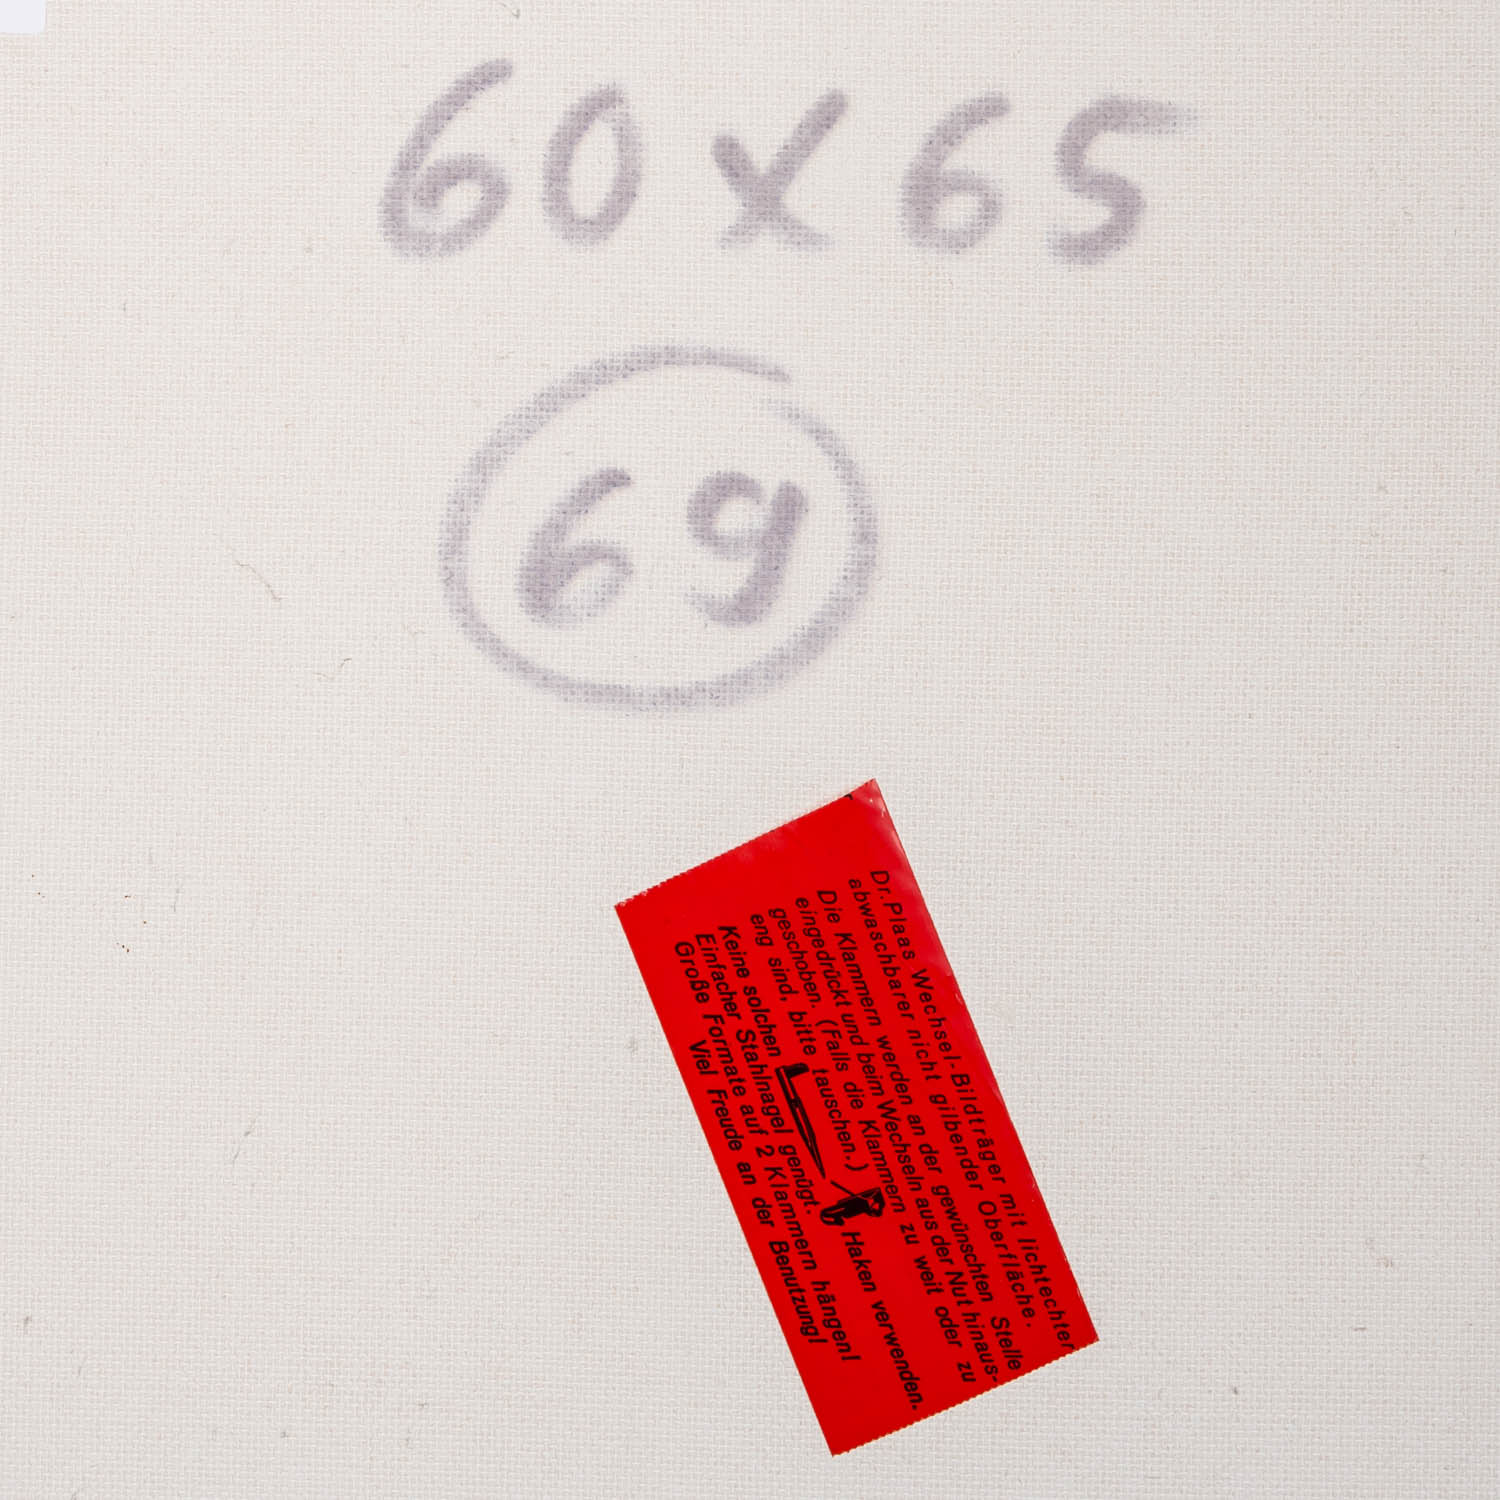 60 x 65
69
Dr. Plaas Wechsel-Bildträger mit lichtechter
abwaschbarer nicht gilbender Oberfläche.
Die Klammern werden an der gewünschten Stelle
eingedrückt und beim Wechseln aus der Nut hinaus-
geschoben. (Falls die Klammern zu weit oder zu
eng sind, bitte tauschen.)
Keine solchen Haken verwenden.
Einfacher Stahlnagel genügt.
Große Formate auf 2 Klammern hängen!
Viel Freude an der Benutzung!